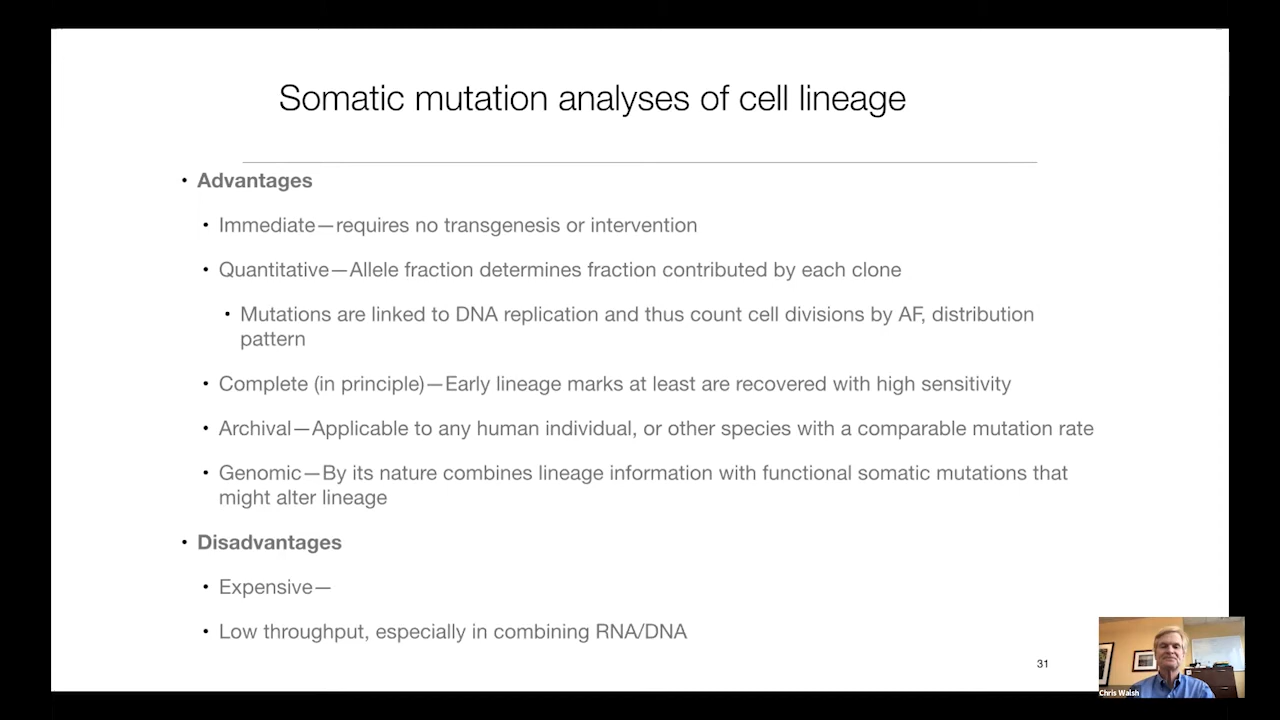 Somatic mutation analyses of cell lineage
• Advantages
• Immediate—requires no transgenesis or intervention
• Quantitative—Allele fraction determines fraction contributed by each clone
• Mutations are linked to DNA replication and thus count cell divisions by AF, distribution
pattern
• Complete (in principle)—Early lineage marks at least are recovered with high sensitivity
• Archival—Applicable to any human individual, or other species with a comparable mutation rate
• Genomic—By its nature combines lineage information with functional somatic mutations that
might alter lineage
• Disadvantages
• Expensive—
• Low throughput, especially in combining RNA/DNA
31
Chris Walsh